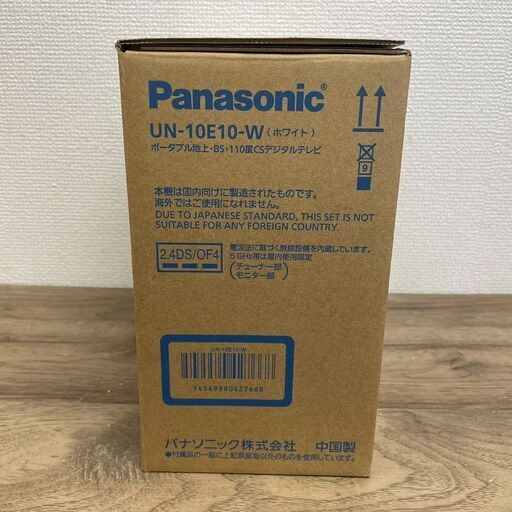 Panasonic
UN-10E10-W（ホワイト）
ポータブル地上・BS・110度CSデジタルテレビ
9
本機は国内向けに製造されたものです。
海外ではご使用になれません。
DUE TO JAPANESE STANDARD, THIS SET IS NOT
SUITABLE FOR ANY FOREIGN COUNTRY.
2.4DS/OF4
電波法に基づく無線設備を内蔵しています。
5GHz帯は屋内使用限定
（チューナー部
モニター部）
UN-10E10-W
T4549980427668
パナソニック株式会社 中国製
●付属品の一部に上記原産地以外のものを使用しています。